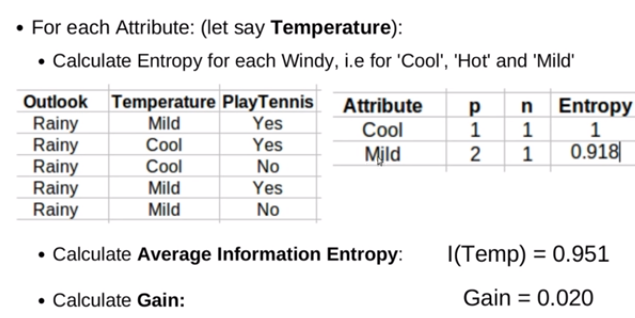 • For each Attribute: (let say Temperature):
• Calculate Entropy for each Windy, i.e for 'Cool', 'Hot' and 'Mild'
Outlook Temperature PlayTennis
Rainy Mild Yes
Rainy Cool Yes
Rainy Cool No
Rainy Mild Yes
Rainy Mild No
Attribute p n Entropy
Cool 1 1 1
Mild 2 1 0.918
• Calculate Average Information Entropy: I(Temp) = 0.951
• Calculate Gain: Gain = 0.020